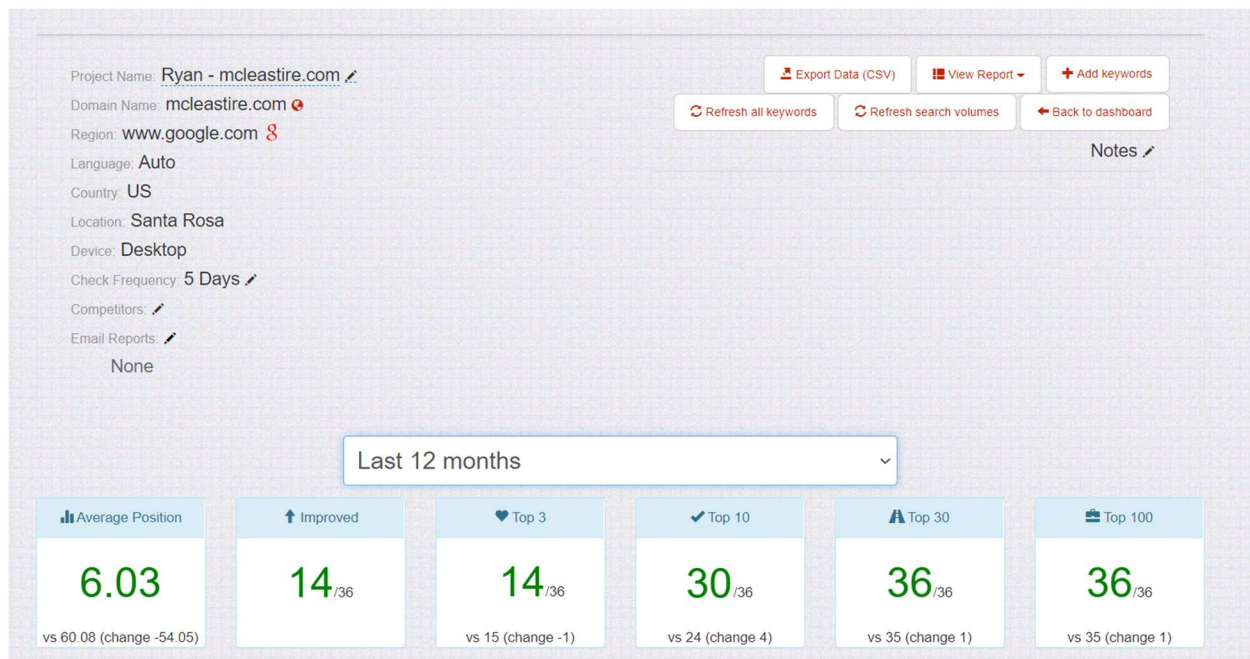 Project Name: Ryan - mcleastire.com
Domain Name: mcleastire.com
Region: www.google.com
Language: Auto
Country: US
Location: Santa Rosa
Device: Desktop
Check Frequency: 5 Days
Competitors:
Email Reports:
None
Export Data (CSV) View Report Add keywords
Refresh all keywords Refresh search volumes Back to dashboard
Notes
Last 12 months
Average Position Improved Top 3 Top 10 Top 30 Top 100
6.03 14/36 14/36 30/36 36/36 36/36
vs 60.08 (change -54.05) vs 15 (change -1) vs 24 (change 4) vs 35 (change 1) vs 35 (change 1)